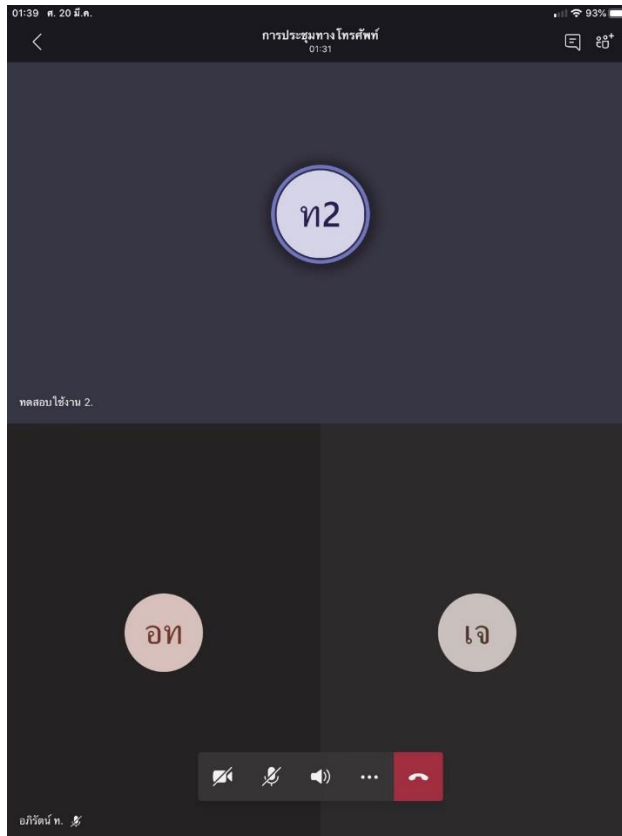 01:39 ศ. 20 มี.ค. 93%
การประชุมทางโทรศัพท์
01:31
ท2
ทดสอบใช้งาน 2.
อท
เจ
อภิรัตน์ ท.